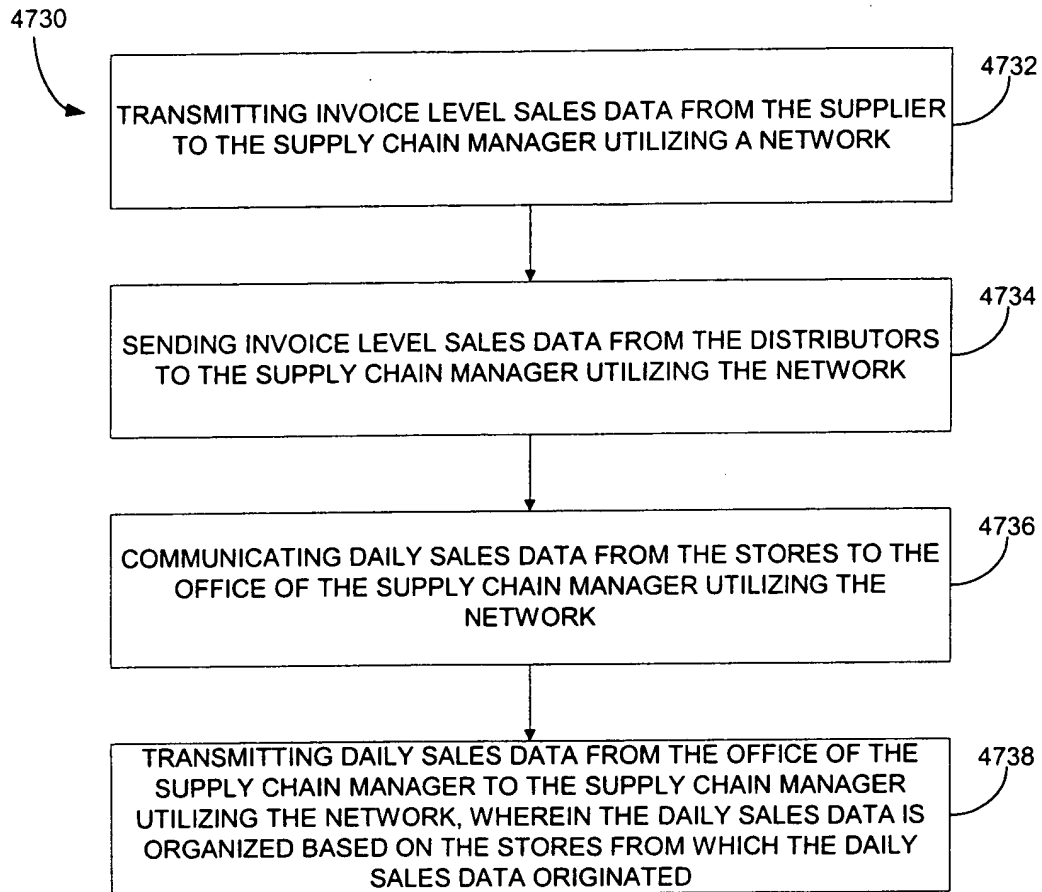 4730
4732
TRANSMITTING INVOICE LEVEL SALES DATA FROM THE SUPPLIER
TO THE SUPPLY CHAIN MANAGER UTILIZING A NETWORK
4734
SENDING INVOICE LEVEL SALES DATA FROM THE DISTRIBUTORS
TO THE SUPPLY CHAIN MANAGER UTILIZING THE NETWORK
4736
COMMUNICATING DAILY SALES DATA FROM THE STORES TO THE
OFFICE OF THE SUPPLY CHAIN MANAGER UTILIZING THE
NETWORK
4738
TRANSMITTING DAILY SALES DATA FROM THE OFFICE OF THE
SUPPLY CHAIN MANAGER TO THE SUPPLY CHAIN MANAGER
UTILIZING THE NETWORK, WHEREIN THE DAILY SALES DATA IS
ORGANIZED BASED ON THE STORES FROM WHICH THE DAILY
SALES DATA ORIGINATED